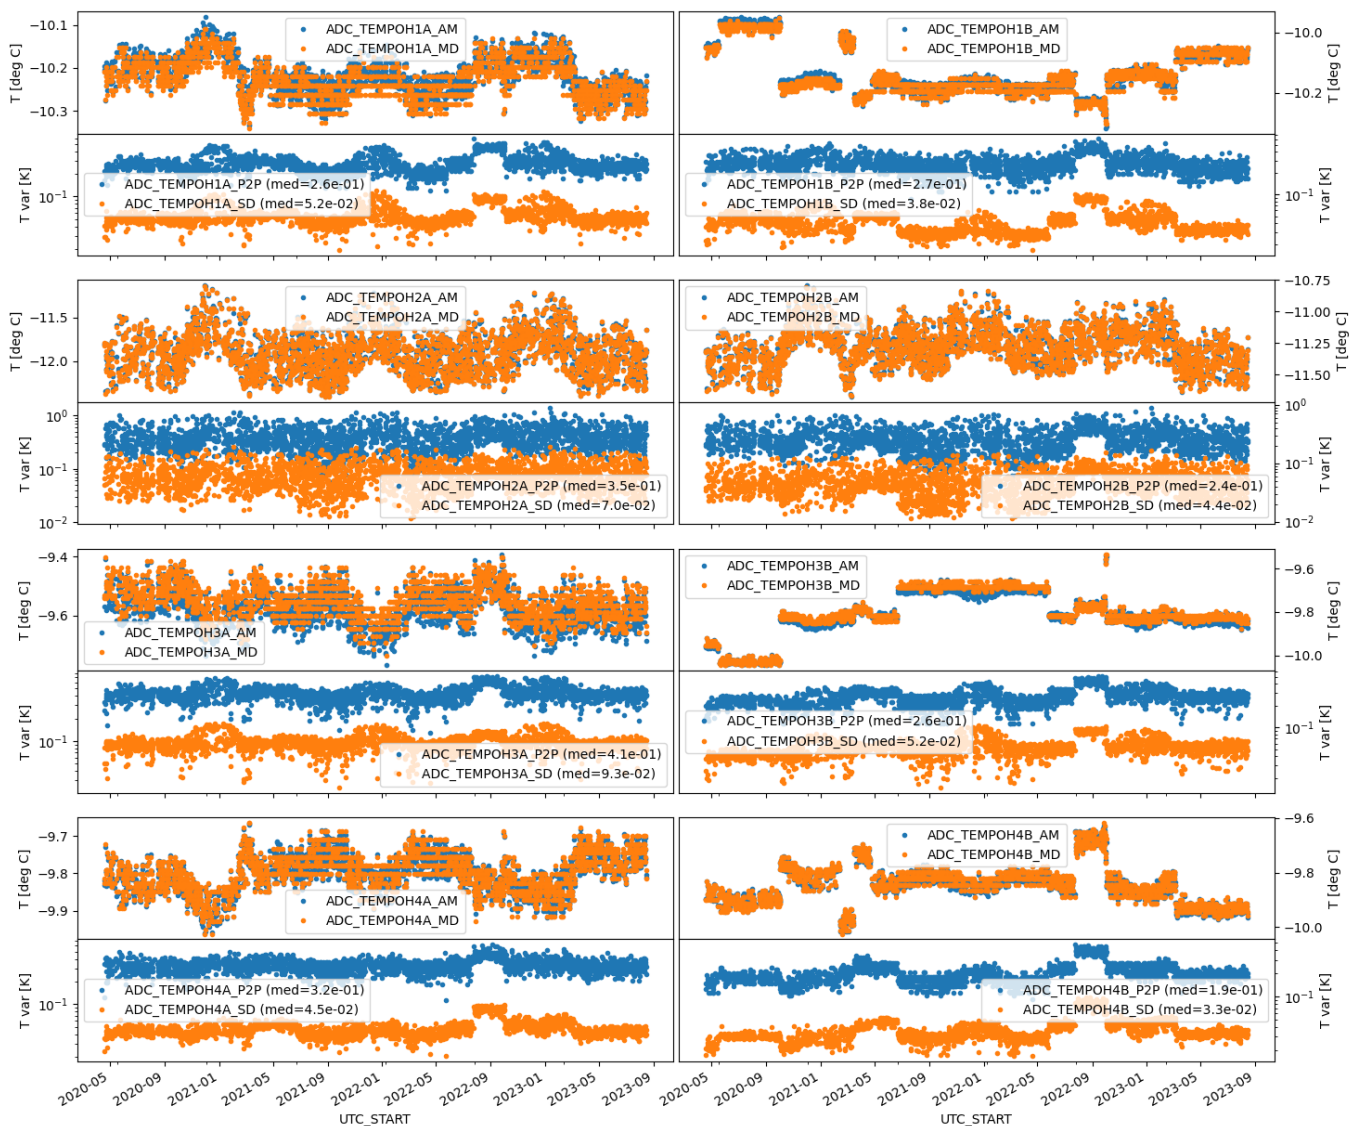 ADC_TEMPOH1A_AM
ADC_TEMPOH1A_MD
−10.1
−10.2
−10.3
T [deg C]
ADC_TEMPOH1A_P2P (med=2.6e-01)
ADC_TEMPOH1A_SD (med=5.2e-02)
10⁻¹
T var [K]
ADC_TEMPOH1B_AM
ADC_TEMPOH1B_MD
−10.0
−10.2
T [deg C]
ADC_TEMPOH1B_P2P (med=2.7e-01)
ADC_TEMPOH1B_SD (med=3.8e-02)
10⁻¹
T var [K]
ADC_TEMPOH2A_AM
ADC_TEMPOH2A_MD
−11.5
−12.0
T [deg C]
10⁰
10⁻¹
10⁻²
T var [K]
ADC_TEMPOH2A_P2P (med=3.5e-01)
ADC_TEMPOH2A_SD (med=7.0e-02)
ADC_TEMPOH2B_AM
ADC_TEMPOH2B_MD
−10.75
−11.00
−11.25
−11.50
T [deg C]
10⁰
10⁻¹
10⁻²
T var [K]
ADC_TEMPOH2B_P2P (med=2.4e-01)
ADC_TEMPOH2B_SD (med=4.4e-02)
−9.4
−9.6
T [deg C]
ADC_TEMPOH3A_AM
ADC_TEMPOH3A_MD
10⁻¹
T var [K]
ADC_TEMPOH3A_P2P (med=4.1e-01)
ADC_TEMPOH3A_SD (med=9.3e-02)
ADC_TEMPOH3B_AM
ADC_TEMPOH3B_MD
−9.6
−9.8
−10.0
T [deg C]
ADC_TEMPOH3B_P2P (med=2.6e-01)
ADC_TEMPOH3B_SD (med=5.2e-02)
10⁻¹
T var [K]
−9.7
−9.8
−9.9
T [deg C]
ADC_TEMPOH4A_AM
ADC_TEMPOH4A_MD
ADC_TEMPOH4A_P2P (med=3.2e-01)
ADC_TEMPOH4A_SD (med=4.5e-02)
10⁻¹
T var [K]
ADC_TEMPOH4B_AM
ADC_TEMPOH4B_MD
−9.6
−9.8
−10.0
T [deg C]
ADC_TEMPOH4B_P2P (med=1.9e-01)
ADC_TEMPOH4B_SD (med=3.3e-02)
10⁻¹
T var [K]
2020-05 2020-09 2021-01 2021-05 2021-09 2022-01 2022-05 2022-09 2023-01 2023-05 2023-09
UTC_START
2020-05 2020-09 2021-01 2021-05 2021-09 2022-01 2022-05 2022-09 2023-01 2023-05 2023-09
UTC_START